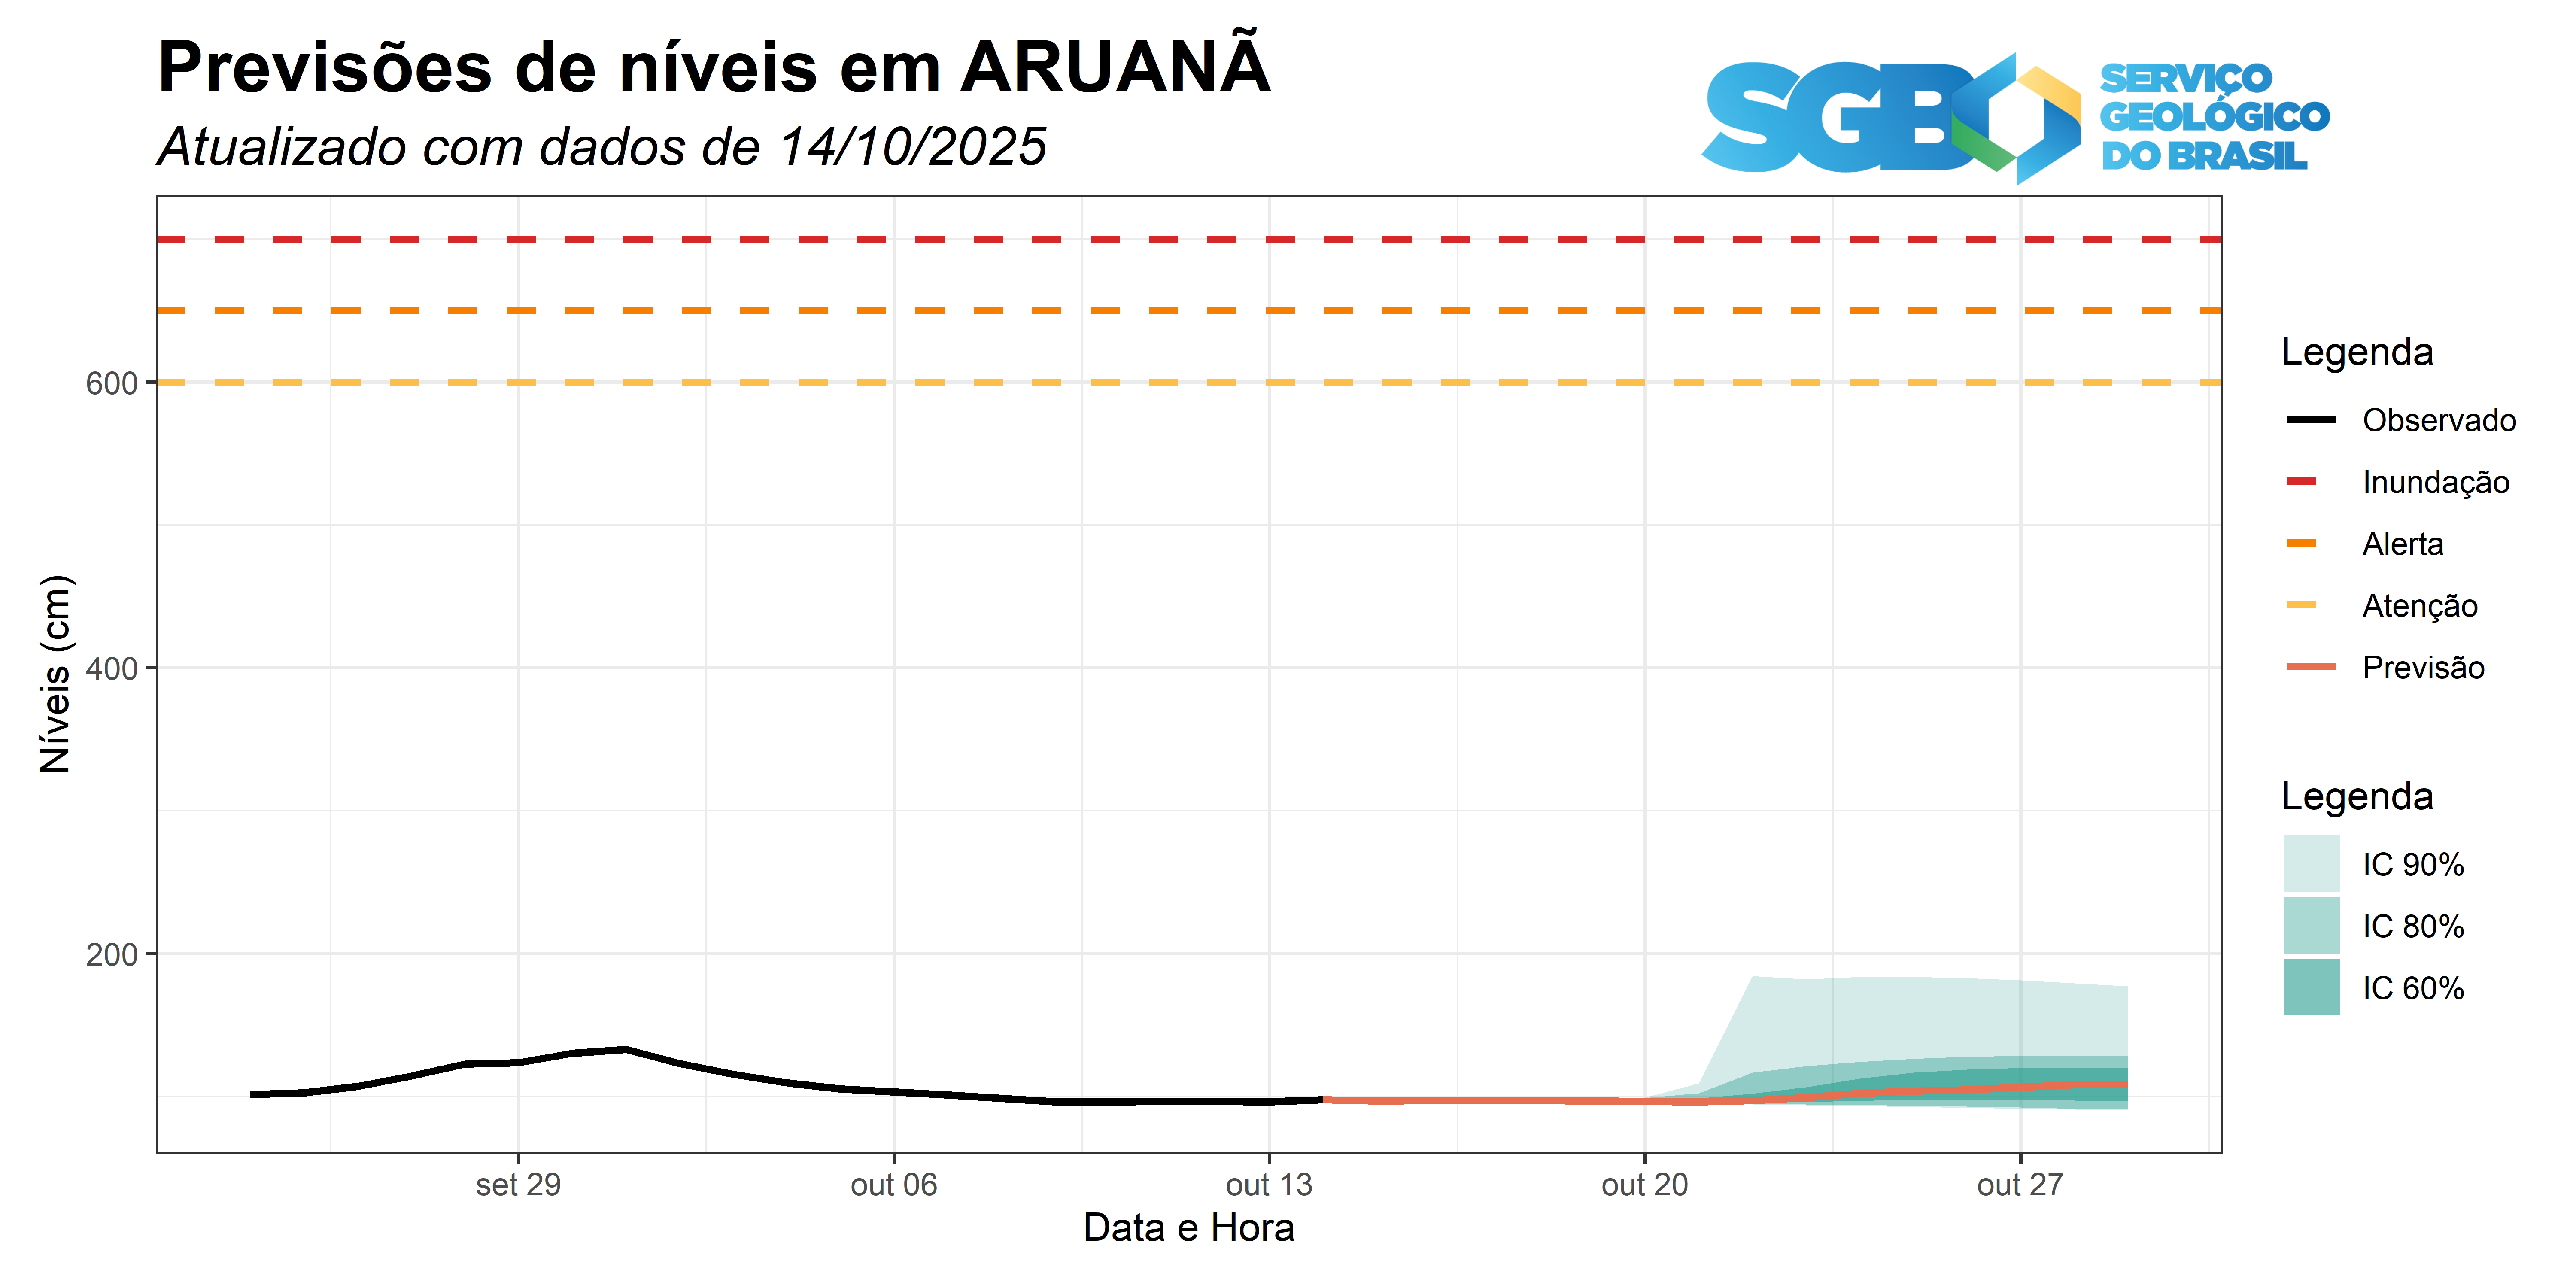 Previsões de níveis em ARUANÃ
Atualizado com dados de 14/10/2025
SGB
SERVIÇO
GEOLÓGICO
DO BRASIL
600
400
200
Níveis (cm)
set 29
out 06
out 13
out 20
out 27
Data e Hora
Legenda
Observado
Inundação
Alerta
Atenção
Previsão
Legenda
IC 90%
IC 80%
IC 60%